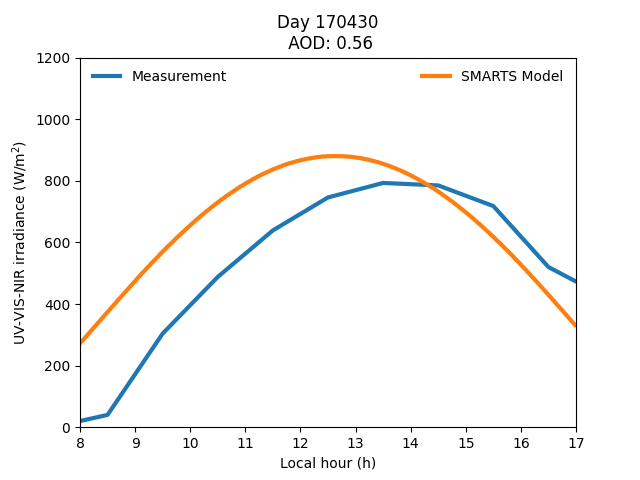 Day 170430
AOD: 0.56
Measurement
SMARTS Model
1200
1000
800
600
400
200
0
UV-VIS-NIR irradiance (W/m²)
8 9 10 11 12 13 14 15 16 17
Local hour (h)